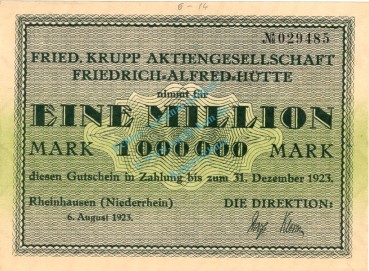 6-14
№029485
FRIED. KRUPP AKTIENGESELLSCHAFT
FRIEDRICH-ALFRED-HÜTTE
nimmt für
EINE MILLION
MARK 1000000 MARK
diesen Gutschein in Zahlung bis zum 31. Dezember 1923.
Rheinhausen (Niederrhein) DIE DIREKTION:
6. August 1923.